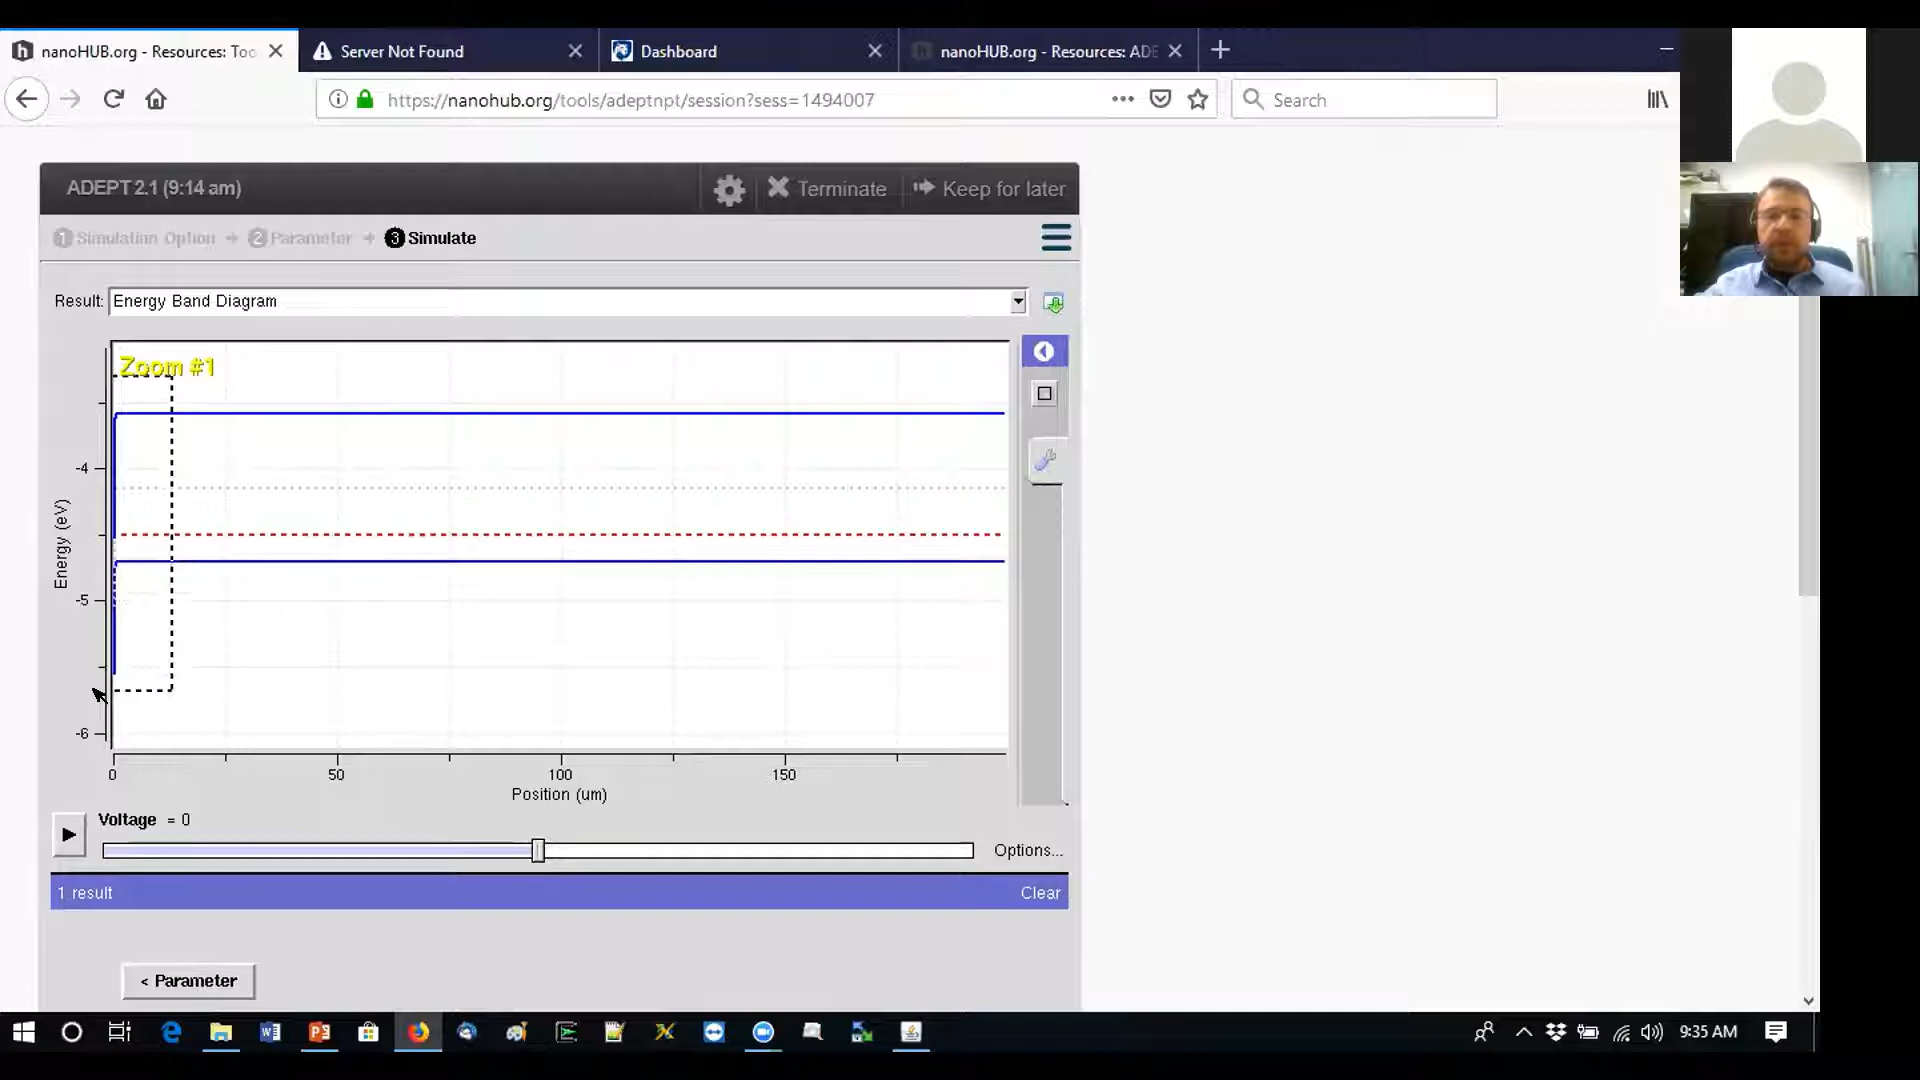 nanoHUB.org - Resources: Too
Server Not Found
Dashboard
nanoHUB.org - Resources: ADE
https://nanohub.org/tools/adeptnpt/session?sess=1494007
Search
ADEPT 2.1 (9:14 am)
Terminate
Keep for later
1 Simulation Option → 2 Parameter → 3 Simulate
Result: Energy Band Diagram
Zoom #1
-4
-5
-6
Energy (eV)
0 50 100 150
Position (um)
Voltage = 0
Options...
1 result
Clear
< Parameter
9:35 AM